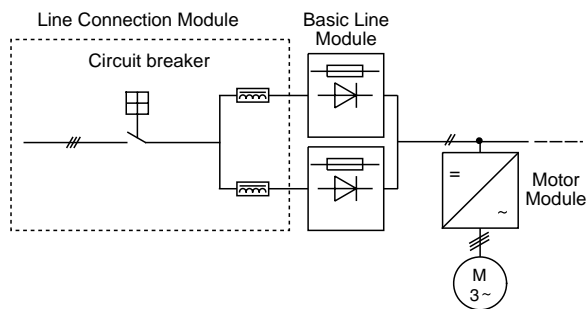 Line Connection Module
Basic Line
Module
Circuit breaker
=
~
Motor
Module
M
3~